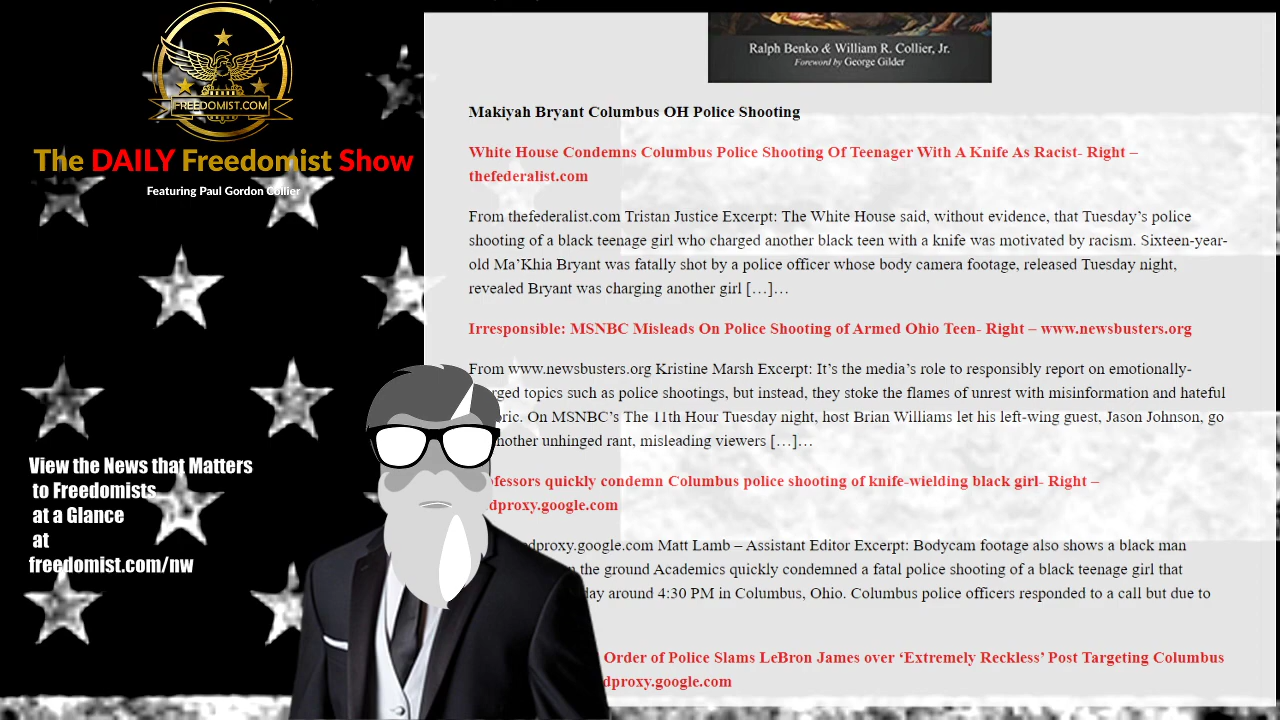 FREEDOMIST.COM
The DAILY Freedomist Show
Featuring Paul Gordon Collier
View the News that Matters
to Freedomists
at a Glance
at
freedomist.com/nw
Ralph Benko & William R. Collier, Jr.
Foreword by George Gilder
Makiyah Bryant Columbus OH Police Shooting
White House Condemns Columbus Police Shooting Of Teenager With A Knife As Racist- Right –
thefederalist.com
From thefederalist.com Tristan Justice Excerpt: The White House said, without evidence, that Tuesday’s police
shooting of a black teenage girl who charged another black teen with a knife was motivated by racism. Sixteen-year-
old Ma’Khia Bryant was fatally shot by a police officer whose body camera footage, released Tuesday night,
revealed Bryant was charging another girl […]…
Irresponsible: MSNBC Misleads On Police Shooting of Armed Ohio Teen- Right – www.newsbusters.org
From www.newsbusters.org Kristine Marsh Excerpt: It’s the media’s role to responsibly report on emotionally-
topics such as police shootings, but instead, they stoke the flames of unrest with misinformation and hateful
On MSNBC’s The 11th Hour Tuesday night, host Brian Williams let his left-wing guest, Jason Johnson, go
unhinged rant, misleading viewers […]…
quickly condemn Columbus police shooting of knife-wielding black girl- Right –
dproxy.google.com
dproxy.google.com Matt Lamb – Assistant Editor Excerpt: Bodycam footage also shows a black man
the ground Academics quickly condemned a fatal police shooting of a black teenage girl that
day around 4:30 PM in Columbus, Ohio. Columbus police officers responded to a call but due to
Order of Police Slams LeBron James over ‘Extremely Reckless’ Post Targeting Columbus
dproxy.google.com